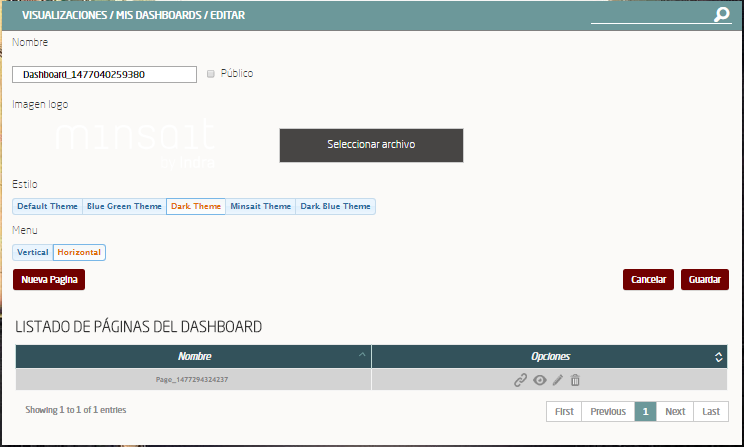 VISUALIZACIONES / MIS DASHBOARDS / EDITAR
Nombre
Dashboard_1477040259380
Público
Imagen logo
minsait
by Indra
Seleccionar archivo
Estilo
Default Theme Blue Green Theme Dark Theme Minsait Theme Dark Blue Theme
Menu
Vertical Horizontal
Nueva Pagina Cancelar Guardar
LISTADO DE PÁGINAS DEL DASHBOARD
Nombre Opciones
Page_1477294324237
Showing 1 to 1 of 1 entries
First Previous 1 Next Last